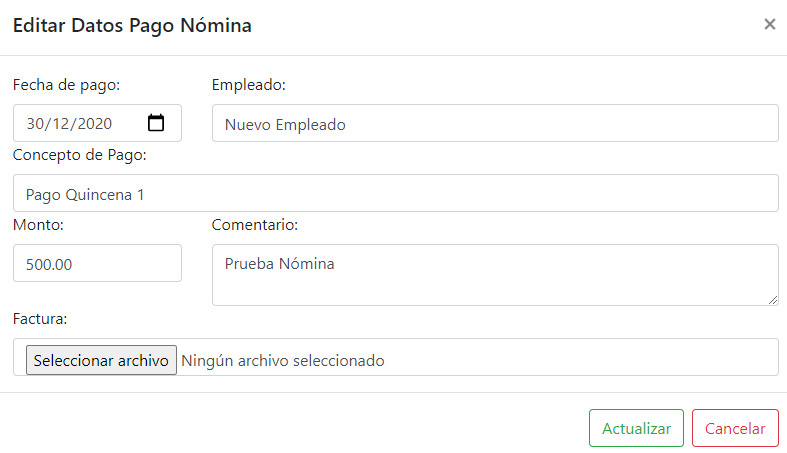 Editar Datos Pago Nómina ×
Fecha de pago: Empleado:
30/12/2020 Nuevo Empleado
Concepto de Pago:
Pago Quincena 1
Monto: Comentario:
500.00 Prueba Nómina
Factura:
Seleccionar archivo Ningún archivo seleccionado
Actualizar Cancelar